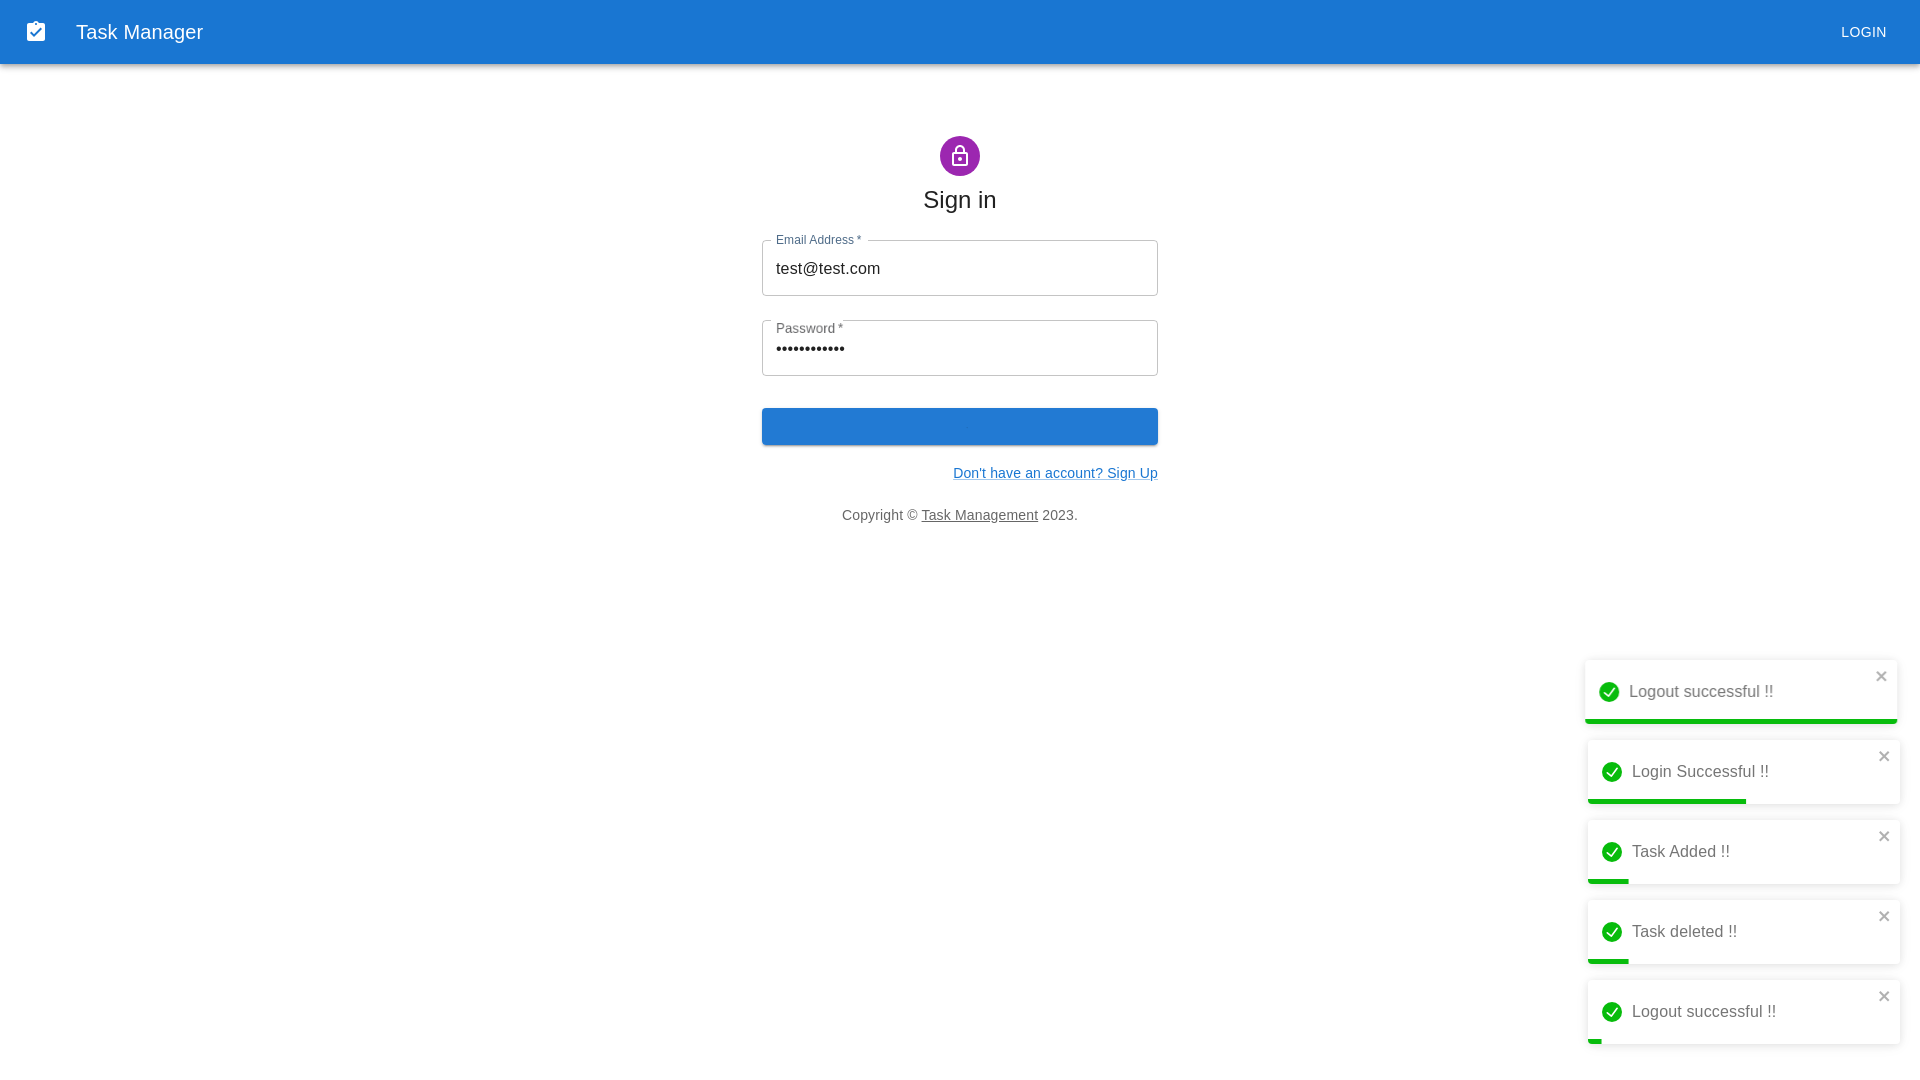 Task Manager
LOGIN
Sign in
Email Address *
test@test.com
Password *
••••••••••••
Don't have an account? Sign Up
Copyright © Task Management 2023.
Logout successful !!
Login Successful !!
Task Added !!
Task deleted !!
Logout successful !!